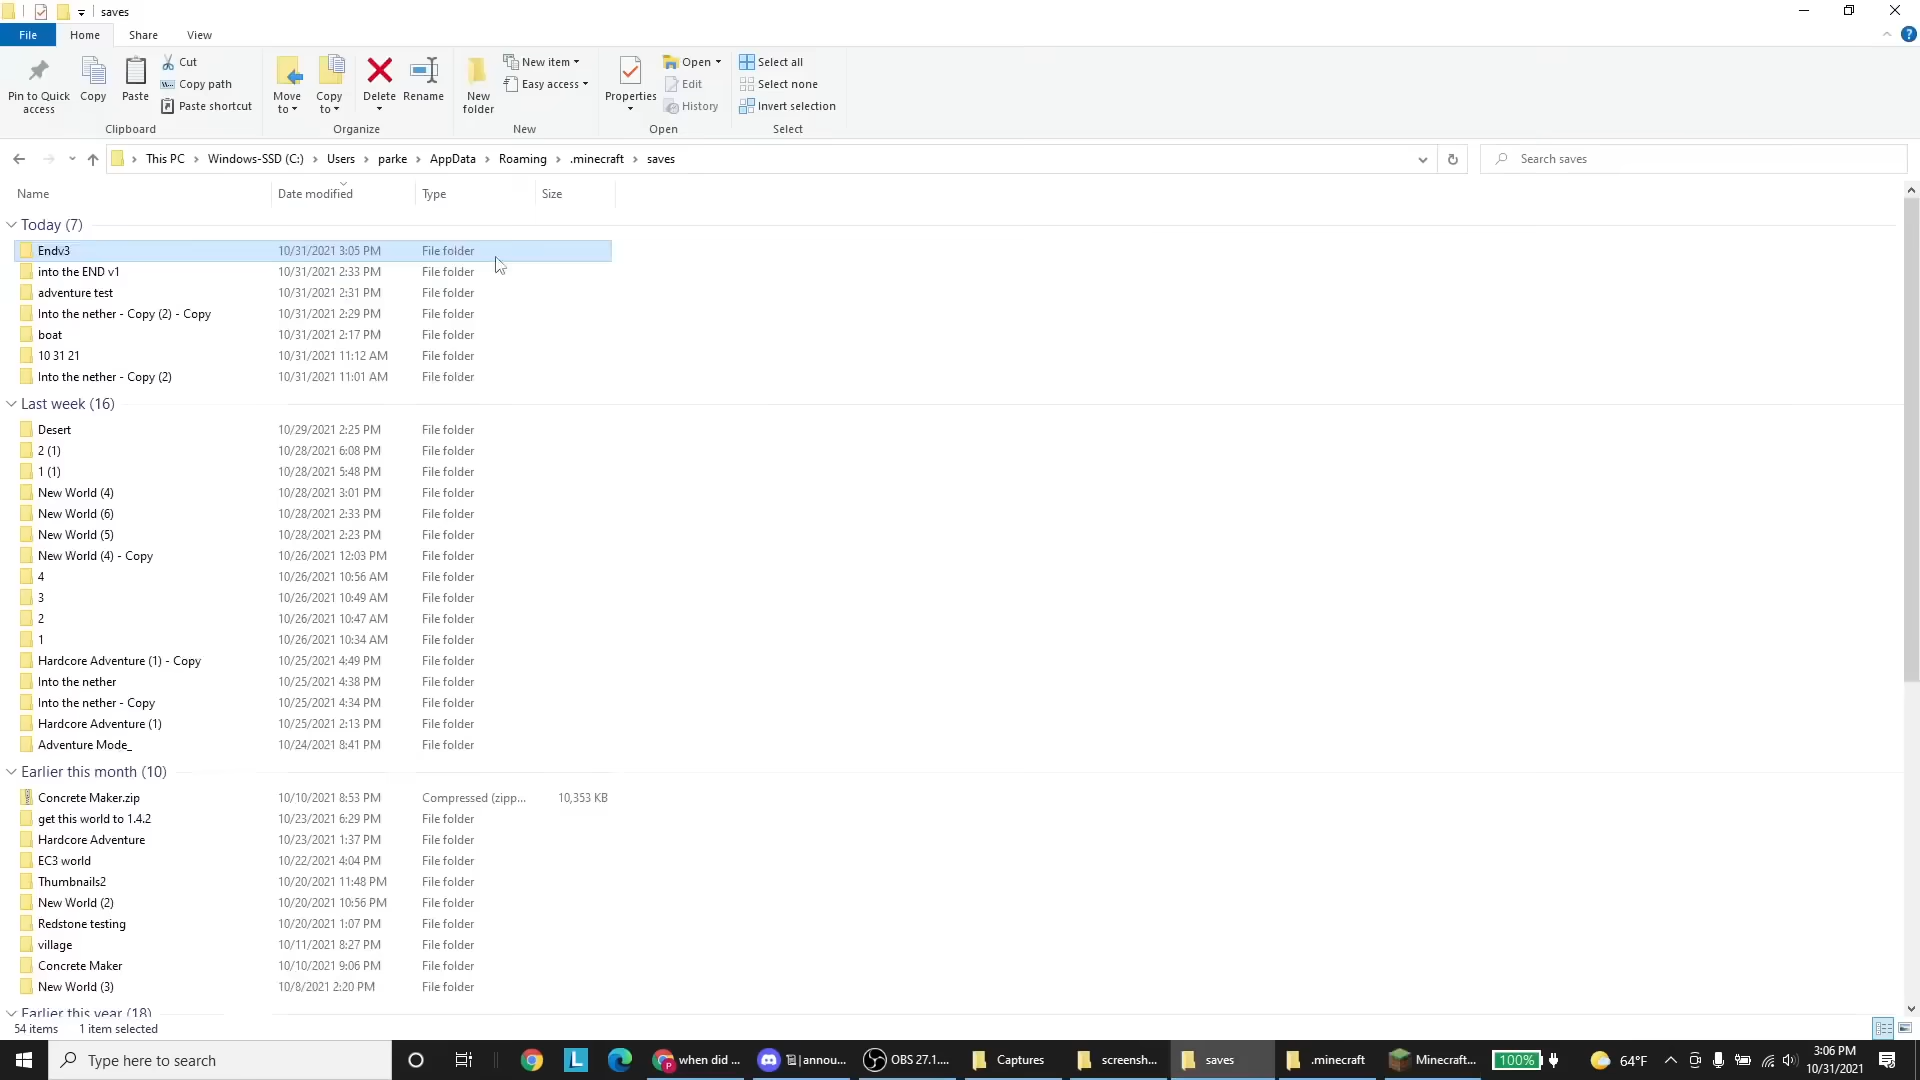 saves
File Home Share View
Pin to Quick access
Copy
Paste
Cut
Copy path
Paste shortcut
Clipboard
Move to
Copy to
Delete
Rename
Organize
New folder
New item
Easy access
New
Properties
Open
Edit
History
Open
Select all
Select none
Invert selection
Select
This PC > Windows-SSD (C:) > Users > parke > AppData > Roaming > .minecraft > saves
Search saves
Name Date modified Type Size
Today (7)
Endv3 10/31/2021 3:05 PM File folder
into the END v1 10/31/2021 2:33 PM File folder
adventure test 10/31/2021 2:31 PM File folder
Into the nether - Copy (2) - Copy 10/31/2021 2:29 PM File folder
boat 10/31/2021 2:17 PM File folder
10 31 21 10/31/2021 11:12 AM File folder
Into the nether - Copy (2) 10/31/2021 11:01 AM File folder
Last week (16)
Desert 10/29/2021 2:25 PM File folder
2 (1) 10/28/2021 6:08 PM File folder
1 (1) 10/28/2021 5:48 PM File folder
New World (4) 10/28/2021 3:01 PM File folder
New World (6) 10/28/2021 2:33 PM File folder
New World (5) 10/28/2021 2:23 PM File folder
New World (4) - Copy 10/26/2021 12:03 PM File folder
4 10/26/2021 10:56 AM File folder
3 10/26/2021 10:49 AM File folder
2 10/26/2021 10:47 AM File folder
1 10/26/2021 10:34 AM File folder
Hardcore Adventure (1) - Copy 10/25/2021 4:49 PM File folder
Into the nether 10/25/2021 4:38 PM File folder
Into the nether - Copy 10/25/2021 4:34 PM File folder
Hardcore Adventure (1) 10/25/2021 2:13 PM File folder
Adventure Mode_ 10/24/2021 8:41 PM File folder
Earlier this month (10)
Concrete Maker.zip 10/10/2021 8:53 PM Compressed (zipp... 10,353 KB
get this world to 1.4.2 10/23/2021 6:29 PM File folder
Hardcore Adventure 10/23/2021 1:37 PM File folder
EC3 world 10/22/2021 4:04 PM File folder
Thumbnails2 10/20/2021 11:48 PM File folder
New World (2) 10/20/2021 10:56 PM File folder
Redstone testing 10/20/2021 1:07 PM File folder
village 10/11/2021 8:27 PM File folder
Concrete Maker 10/10/2021 9:06 PM File folder
New World (3) 10/8/2021 2:20 PM File folder
Earlier this year (18)
54 items 1 item selected
Type here to search
L
when did ...
annou...
OBS 27.1....
Captures
screensh...
saves
.minecraft
Minecraft...
100%
64°F
3:06 PM
10/31/2021